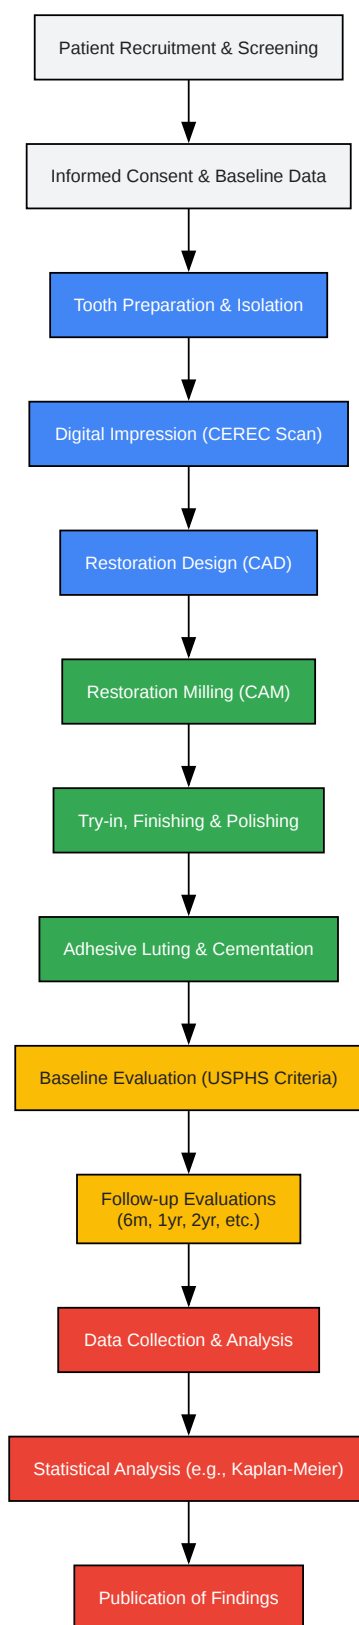 Patient Recruitment & Screening
Informed Consent & Baseline Data
Tooth Preparation & Isolation
Digital Impression (CEREC Scan)
Restoration Design (CAD)
Restoration Milling (CAM)
Try-in, Finishing & Polishing
Adhesive Luting & Cementation
Baseline Evaluation (USPHS Criteria)
Follow-up Evaluations
(6m, 1yr, 2yr, etc.)
Data Collection & Analysis
Statistical Analysis (e.g., Kaplan-Meier)
Publication of Findings